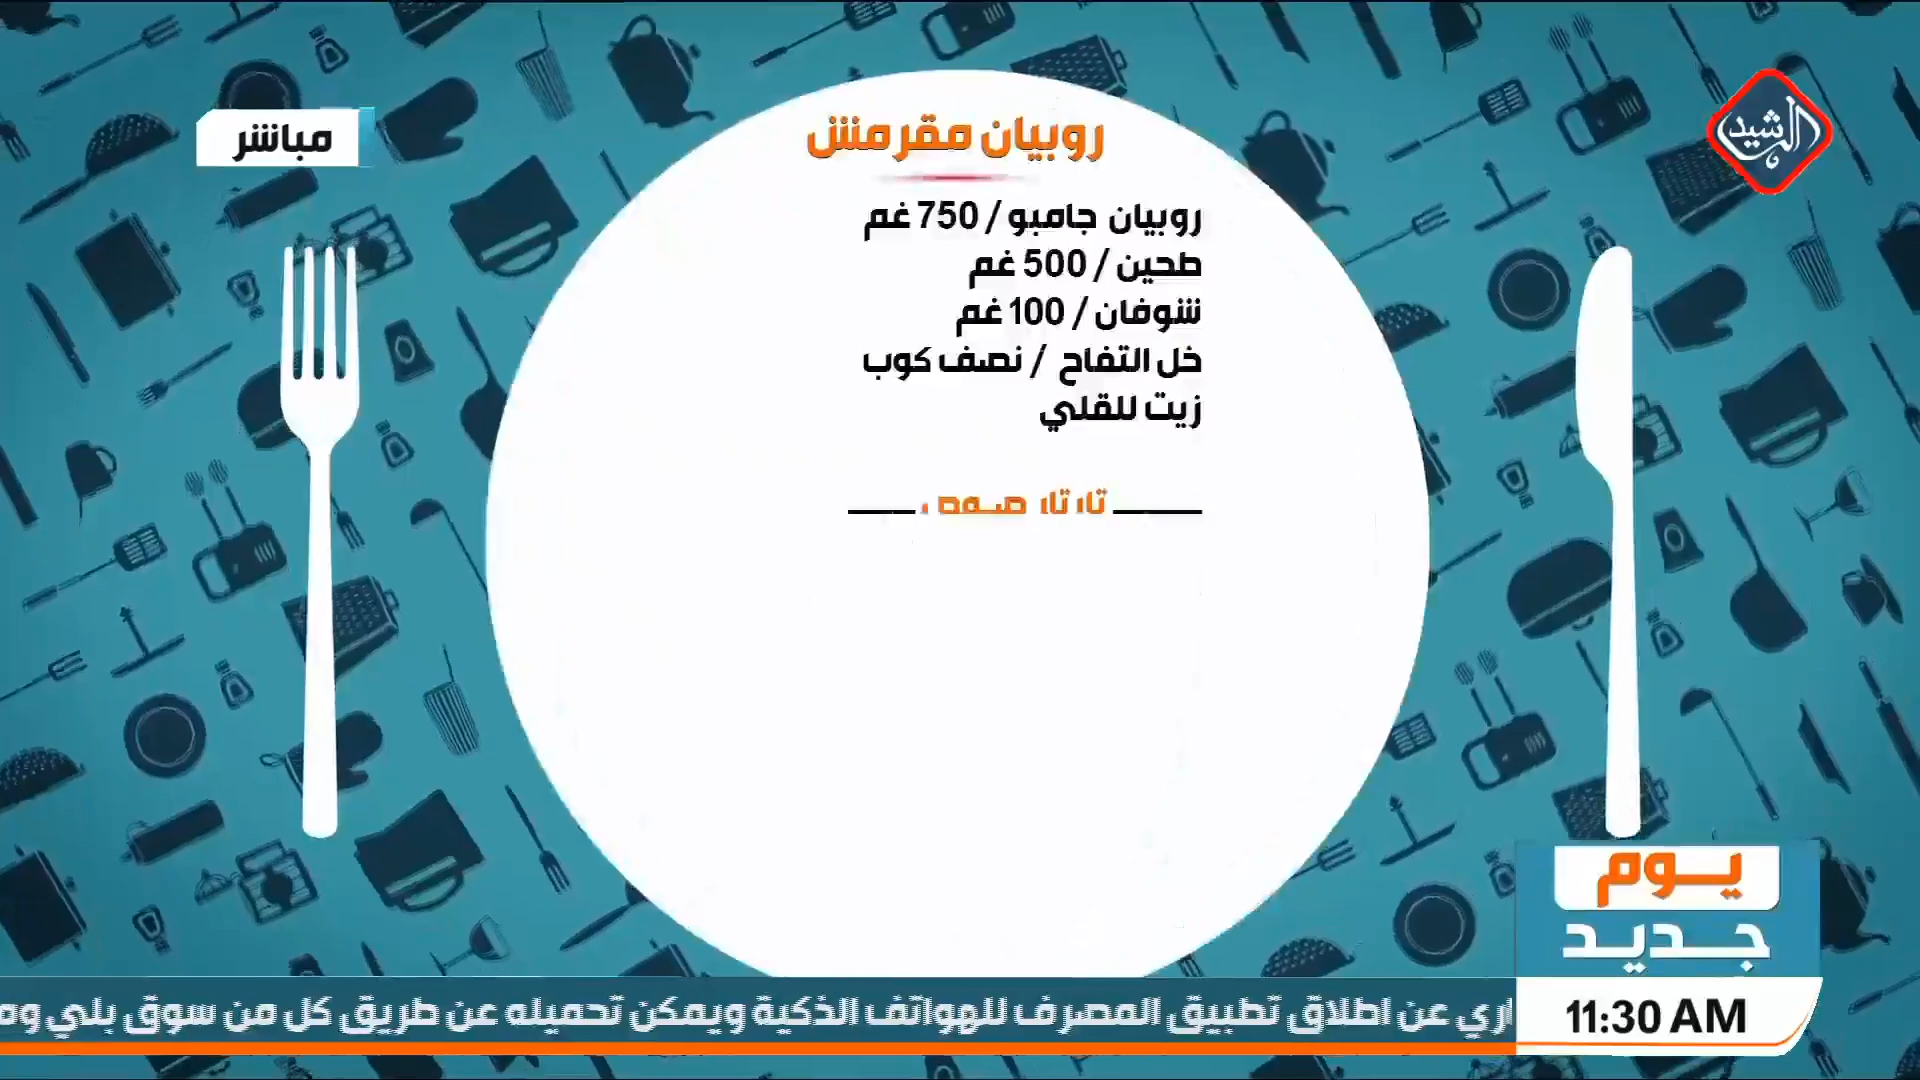 مباشر
الرشيد
روبيان مقرمش
روبيان جامبو / 750 غم
طحين / 500 غم
شوفان / 100 غم
خل التفاح / نصف كوب
زيت للقلي
يوم
جديد
11:30 AM
عن اطلاق تطبيق المصرف للهواتف الذكية ويمكن تحميله عن طريق كل من سوق بلي